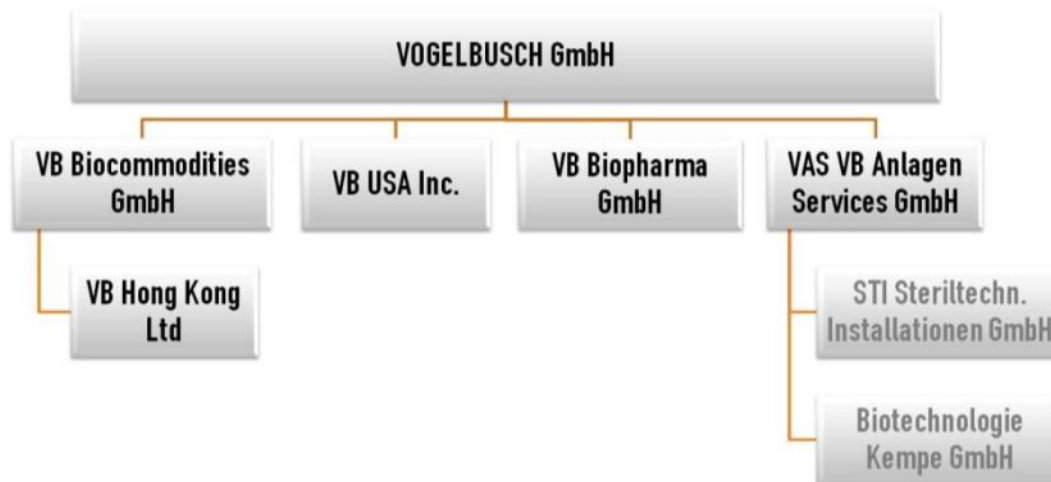 VOGELBUSCH GmbH
VB Biocommodities
GmbH
VB USA Inc.
VB Biopharma
GmbH
VAS VB Anlagen
Services GmbH
VB Hong Kong
Ltd
STI Steriltechn.
Installationen GmbH
Biotechnologie
Kempe GmbH